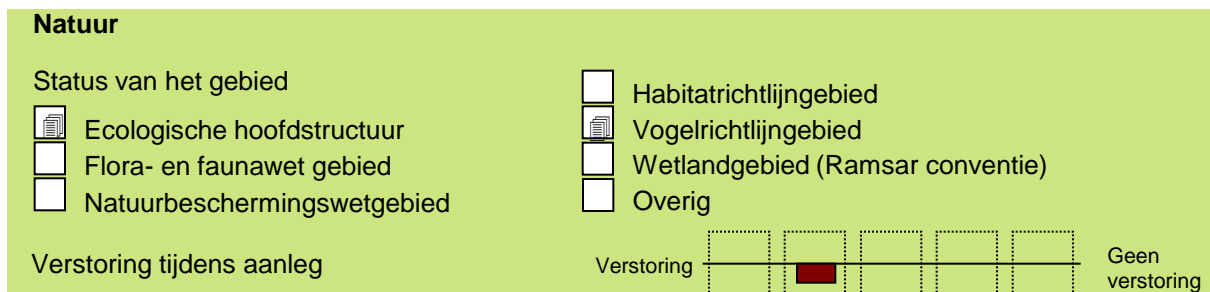 Natuur
Status van het gebied
Ecologische hoofdstructuur
Flora- en faunawet gebied
Natuurbeschermingswetgebied
Habitatrichtlijngebied
Vogelrichtlijngebied
Wetlandgebied (Ramsar conventie)
Overig
Verstoring tijdens aanleg
Verstoring
Geen
verstoring